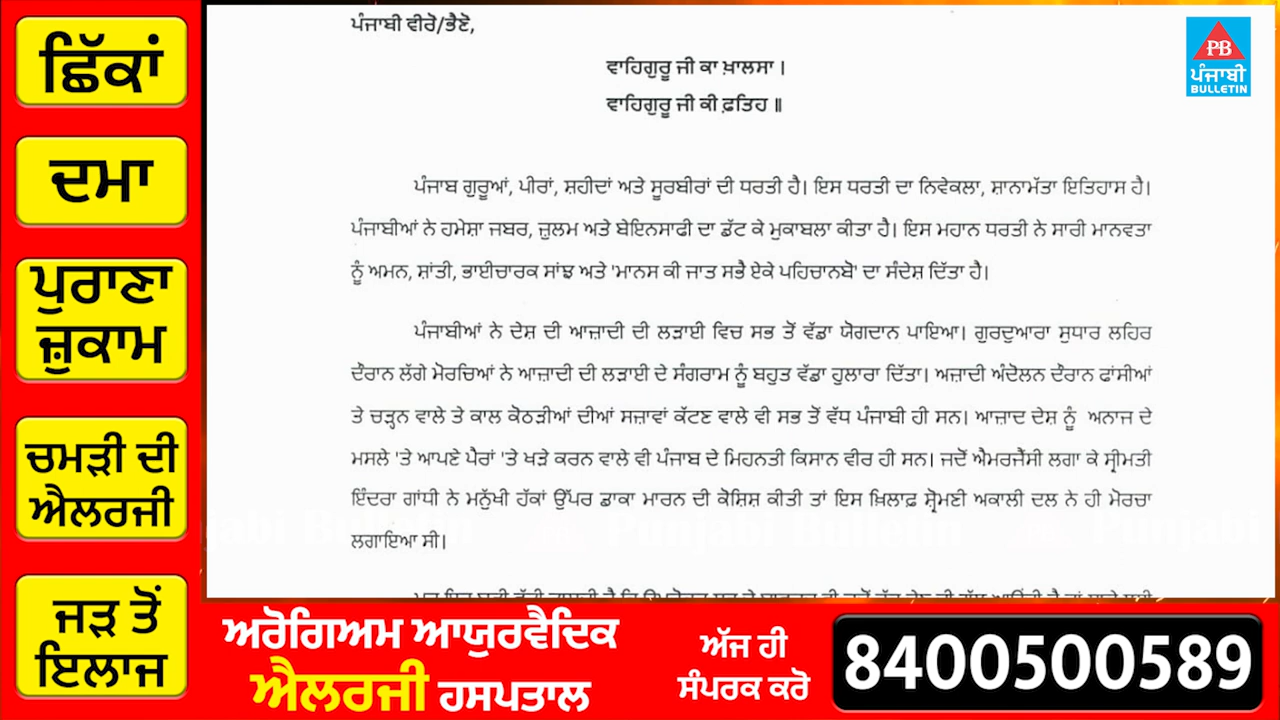 ਛਿੱਕਾਂ
ਦਮਾ
ਪੁਰਾਣਾ
ਜ਼ੁਕਾਮ
ਚਮੜੀ ਦੀ
ਐਲਰਜੀ
ਜੜ ਤੋਂ
ਇਲਾਜ
ਪੰਜਾਬੀ ਵੀਰੋ/ਭੈਣੋ,
ਵਾਹਿਗੁਰੂ ਜੀ ਕਾ ਖ਼ਾਲਸਾ।
ਵਾਹਿਗੁਰੂ ਜੀ ਕੀ ਫ਼ਤਿਹ॥
ਪੰਜਾਬ ਗੁਰੂਆਂ, ਪੀਰਾਂ, ਸ਼ਹੀਦਾਂ ਅਤੇ ਸੂਰਬੀਰਾਂ ਦੀ ਧਰਤੀ ਹੈ। ਇਸ ਧਰਤੀ ਦਾ ਨਿਵੇਕਲਾ, ਸ਼ਾਨਾਮੱਤਾ ਇਤਿਹਾਸ ਹੈ।
ਪੰਜਾਬੀਆਂ ਨੇ ਹਮੇਸ਼ਾ ਜਬਰ, ਜ਼ੁਲਮ ਅਤੇ ਬੇਇਨਸਾਫੀ ਦਾ ਡੱਟ ਕੇ ਮੁਕਾਬਲਾ ਕੀਤਾ ਹੈ। ਇਸ ਮਹਾਨ ਧਰਤੀ ਨੇ ਸਾਰੀ ਮਾਨਵਤਾ
ਨੂੰ ਅਮਨ, ਸ਼ਾਂਤੀ, ਭਾਈਚਾਰਕ ਸਾਂਝ ਅਤੇ 'ਮਾਨਸ ਕੀ ਜਾਤ ਸਭੈ ਏਕੇ ਪਹਿਚਾਨਬੋ' ਦਾ ਸੰਦੇਸ਼ ਦਿੱਤਾ ਹੈ।
ਪੰਜਾਬੀਆਂ ਨੇ ਦੇਸ਼ ਦੀ ਆਜ਼ਾਦੀ ਦੀ ਲੜਾਈ ਵਿਚ ਸਭ ਤੋਂ ਵੱਡਾ ਯੋਗਦਾਨ ਪਾਇਆ। ਗੁਰਦੁਆਰਾ ਸੁਧਾਰ ਲਹਿਰ
ਦੌਰਾਨ ਲੱਗੇ ਮੋਰਚਿਆਂ ਨੇ ਆਜ਼ਾਦੀ ਦੀ ਲੜਾਈ ਦੇ ਸੰਗਰਾਮ ਨੂੰ ਬਹੁਤ ਵੱਡਾ ਹੁਲਾਰਾ ਦਿੱਤਾ। ਅਜ਼ਾਦੀ ਅੰਦੋਲਨ ਦੌਰਾਨ ਫਾਂਸੀਆਂ
ਤੇ ਚੜ੍ਹਨ ਵਾਲੇ ਤੇ ਕਾਲ ਕੋਠੜੀਆਂ ਦੀਆਂ ਸਜ਼ਾਵਾਂ ਕੱਟਣ ਵਾਲੇ ਵੀ ਸਭ ਤੋਂ ਵੱਧ ਪੰਜਾਬੀ ਹੀ ਸਨ। ਆਜ਼ਾਦ ਦੇਸ਼ ਨੂੰ ਅਨਾਜ ਦੇ
ਮਸਲੇ 'ਤੇ ਆਪਣੇ ਪੈਰਾਂ 'ਤੇ ਖੜੇ ਕਰਨ ਵਾਲੇ ਵੀ ਪੰਜਾਬ ਦੇ ਮਿਹਨਤੀ ਕਿਸਾਨ ਵੀਰ ਹੀ ਸਨ। ਜਦੋਂ ਐਮਰਜੈਂਸੀ ਲਗਾ ਕੇ ਸ੍ਰੀਮਤੀ
ਇੰਦਰਾ ਗਾਂਧੀ ਨੇ ਮਨੁੱਖੀ ਹੱਕਾਂ ਉੱਪਰ ਡਾਕਾ ਮਾਰਨ ਦੀ ਕੋਸ਼ਿਸ਼ ਕੀਤੀ ਤਾਂ ਇਸ ਖ਼ਿਲਾਫ਼ ਸ਼੍ਰੋਮਣੀ ਅਕਾਲੀ ਦਲ ਨੇ ਹੀ ਮੋਰਚਾ
ਲਗਾਇਆ ਸੀ।
PB
ਪੰਜਾਬੀ
BULLETIN
ਅਰੋਗਿਅਮ ਆਯੁਰਵੈਦਿਕ
ਐਲਰਜੀ ਹਸਪਤਾਲ
ਅੱਜ ਹੀ
ਸੰਪਰਕ ਕਰੋ
8400500589